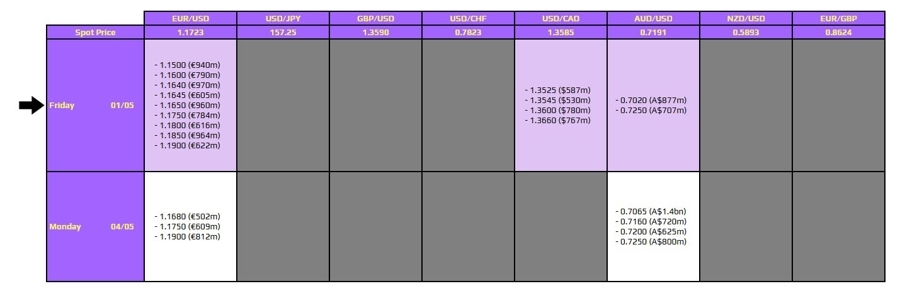 EUR/USD USD/JPY GBP/USD USD/CHF USD/CAD AUD/USD NZD/USD EUR/GBP
Spot Price 1.1723 157.25 1.3590 0.7823 1.3585 0.7191 0.5893 0.8624
Friday 01/05
- 1.1500 (€940m)
- 1.1600 (€790m)
- 1.1640 (€970m)
- 1.1645 (€605m)
- 1.1650 (€960m)
- 1.1750 (€784m)
- 1.1800 (€616m)
- 1.1850 (€964m)
- 1.1900 (€622m)
- 1.3525 ($587m)
- 1.3545 ($530m)
- 1.3600 ($780m)
- 1.3660 ($767m)
- 0.7020 (A$877m)
- 0.7250 (A$707m)
Monday 04/05
- 1.1680 (€502m)
- 1.1750 (€609m)
- 1.1900 (€812m)
- 0.7065 (A$1.4bn)
- 0.7160 (A$720m)
- 0.7200 (A$625m)
- 0.7250 (A$800m)